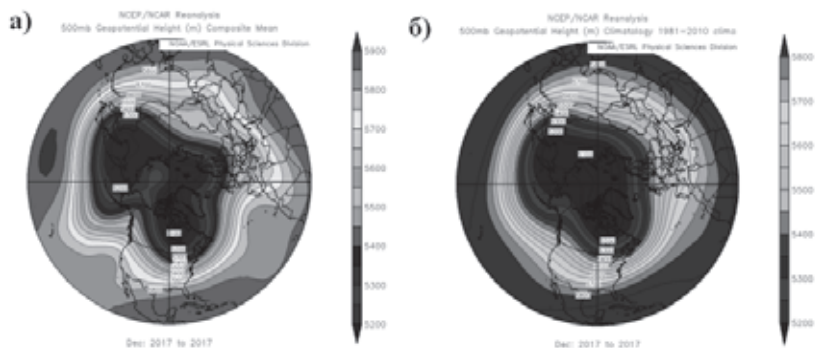 а)
NCEP/NCAR Reanalysis
500mb Geopotential Height (m) Composite Mean
NOAA/ESRL Physical Sciences Division
5900
5800
5700
5600
5500
5400
5300
5200
Dec: 2017 to 2017
б)
NCEP/NCAR Reanalysis
500mb Geopotential Height (m) Climatology 1981-2010 climo
NOAA/ESRL Physical Sciences Division
5800
5700
5600
5500
5400
5300
5200
Dec: 2017 to 2017